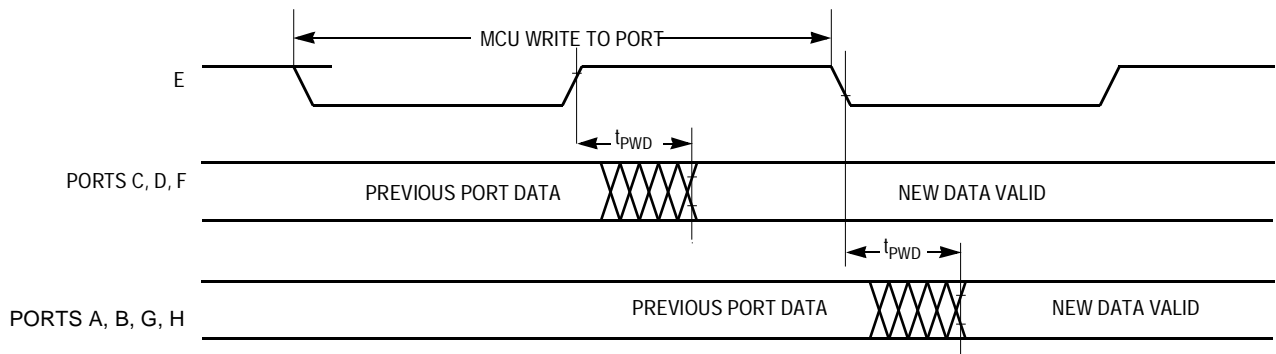 MCU WRITE TO PORT
E
tPWD
PORTS C, D, F
PREVIOUS PORT DATA
NEW DATA VALID
tPWD
PORTS A, B, G, H
PREVIOUS PORT DATA
NEW DATA VALID